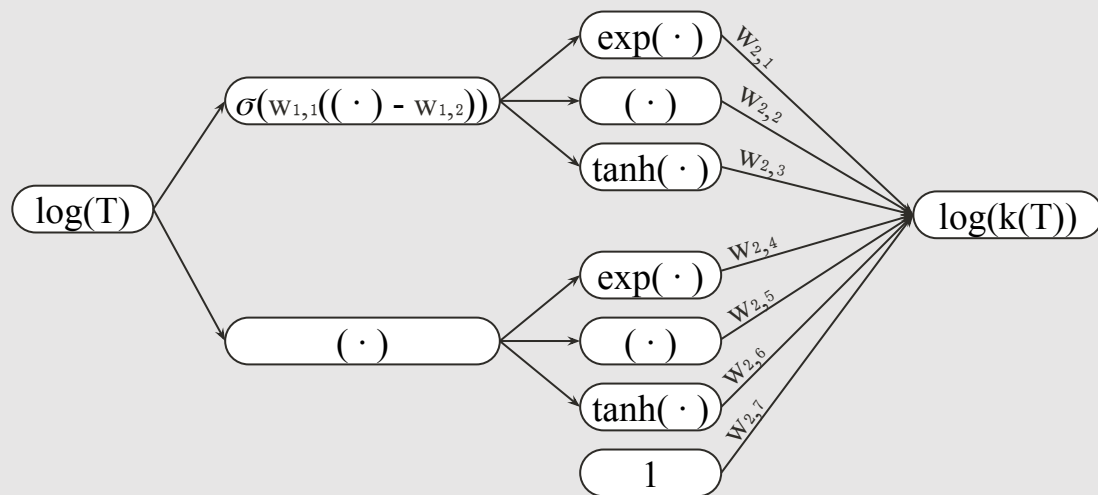 log(T)
σ(w₁,₁((·) - w₁,₂))
(·)
exp(·)
(·)
tanh(·)
exp(·)
(·)
tanh(·)
1
w₂,₁
w₂,₂
w₂,₃
w₂,₄
w₂,₅
w₂,₆
w₂,₇
log(k(T))